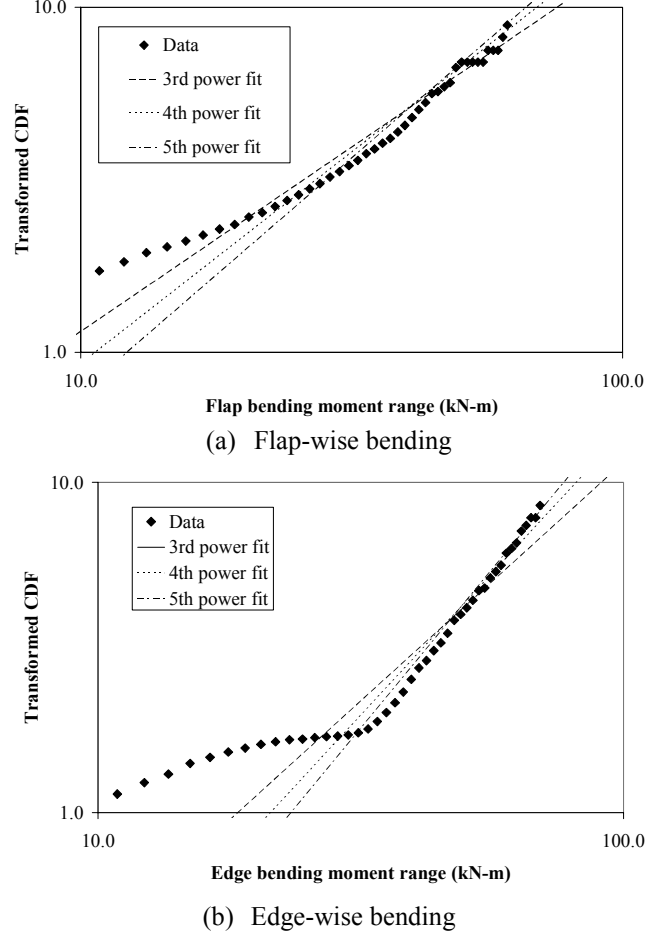 10.0
Data
3rd power fit
4th power fit
5th power fit
Transformed CDF
1.0
10.0
100.0
Flap bending moment range (kN-m)
(a) Flap-wise bending
10.0
Data
3rd power fit
4th power fit
5th power fit
Transformed CDF
1.0
10.0
100.0
Edge bending moment range (kN-m)
(b) Edge-wise bending